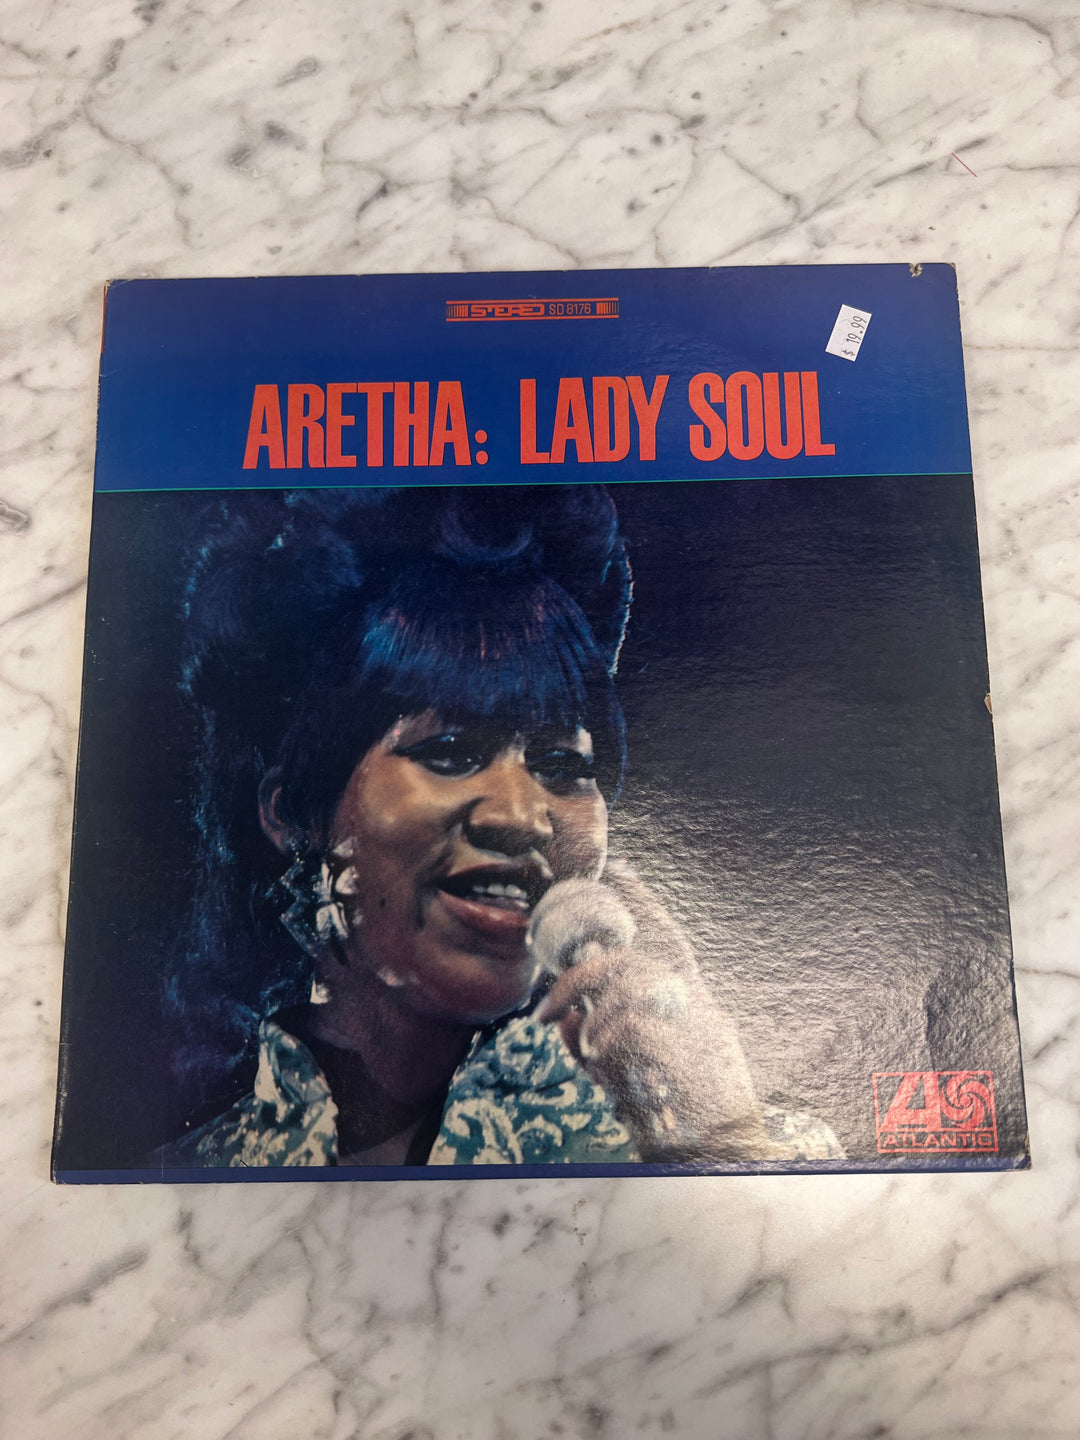 STEREO SD 8176
$ 19.99
ARETHA: LADY SOUL
ATLANTIC